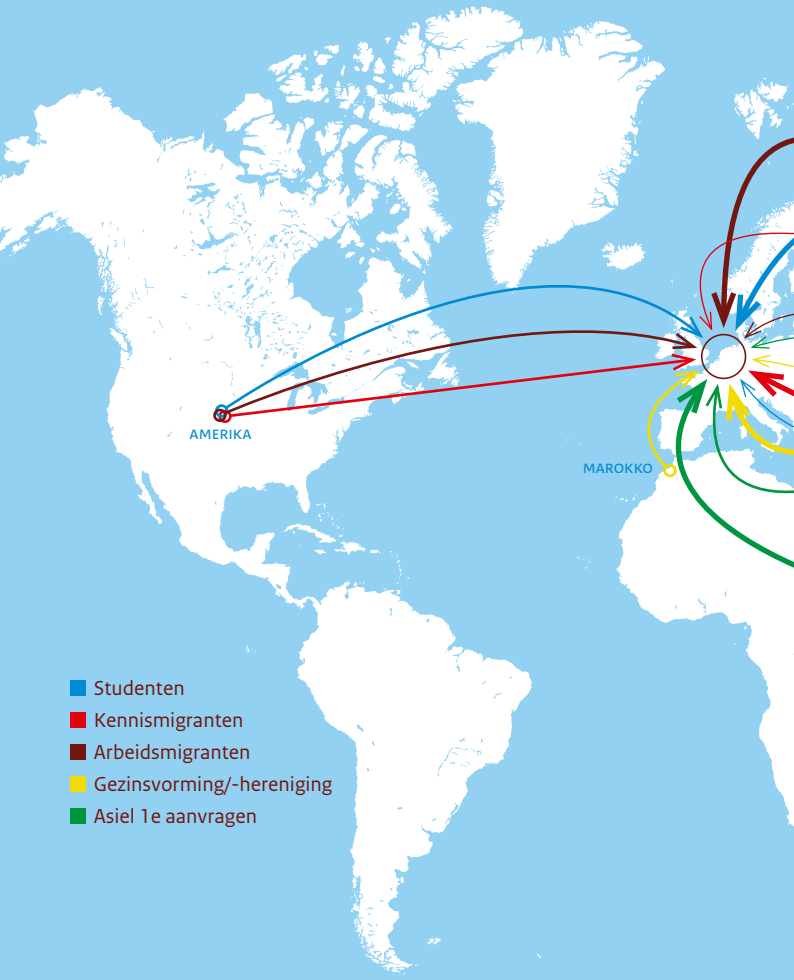 AMERIKA
MAROKKO
Studenten
Kennismigranten
Arbeidsmigranten
Gezinsvorming/-hereniging
Asiel 1e aanvragen